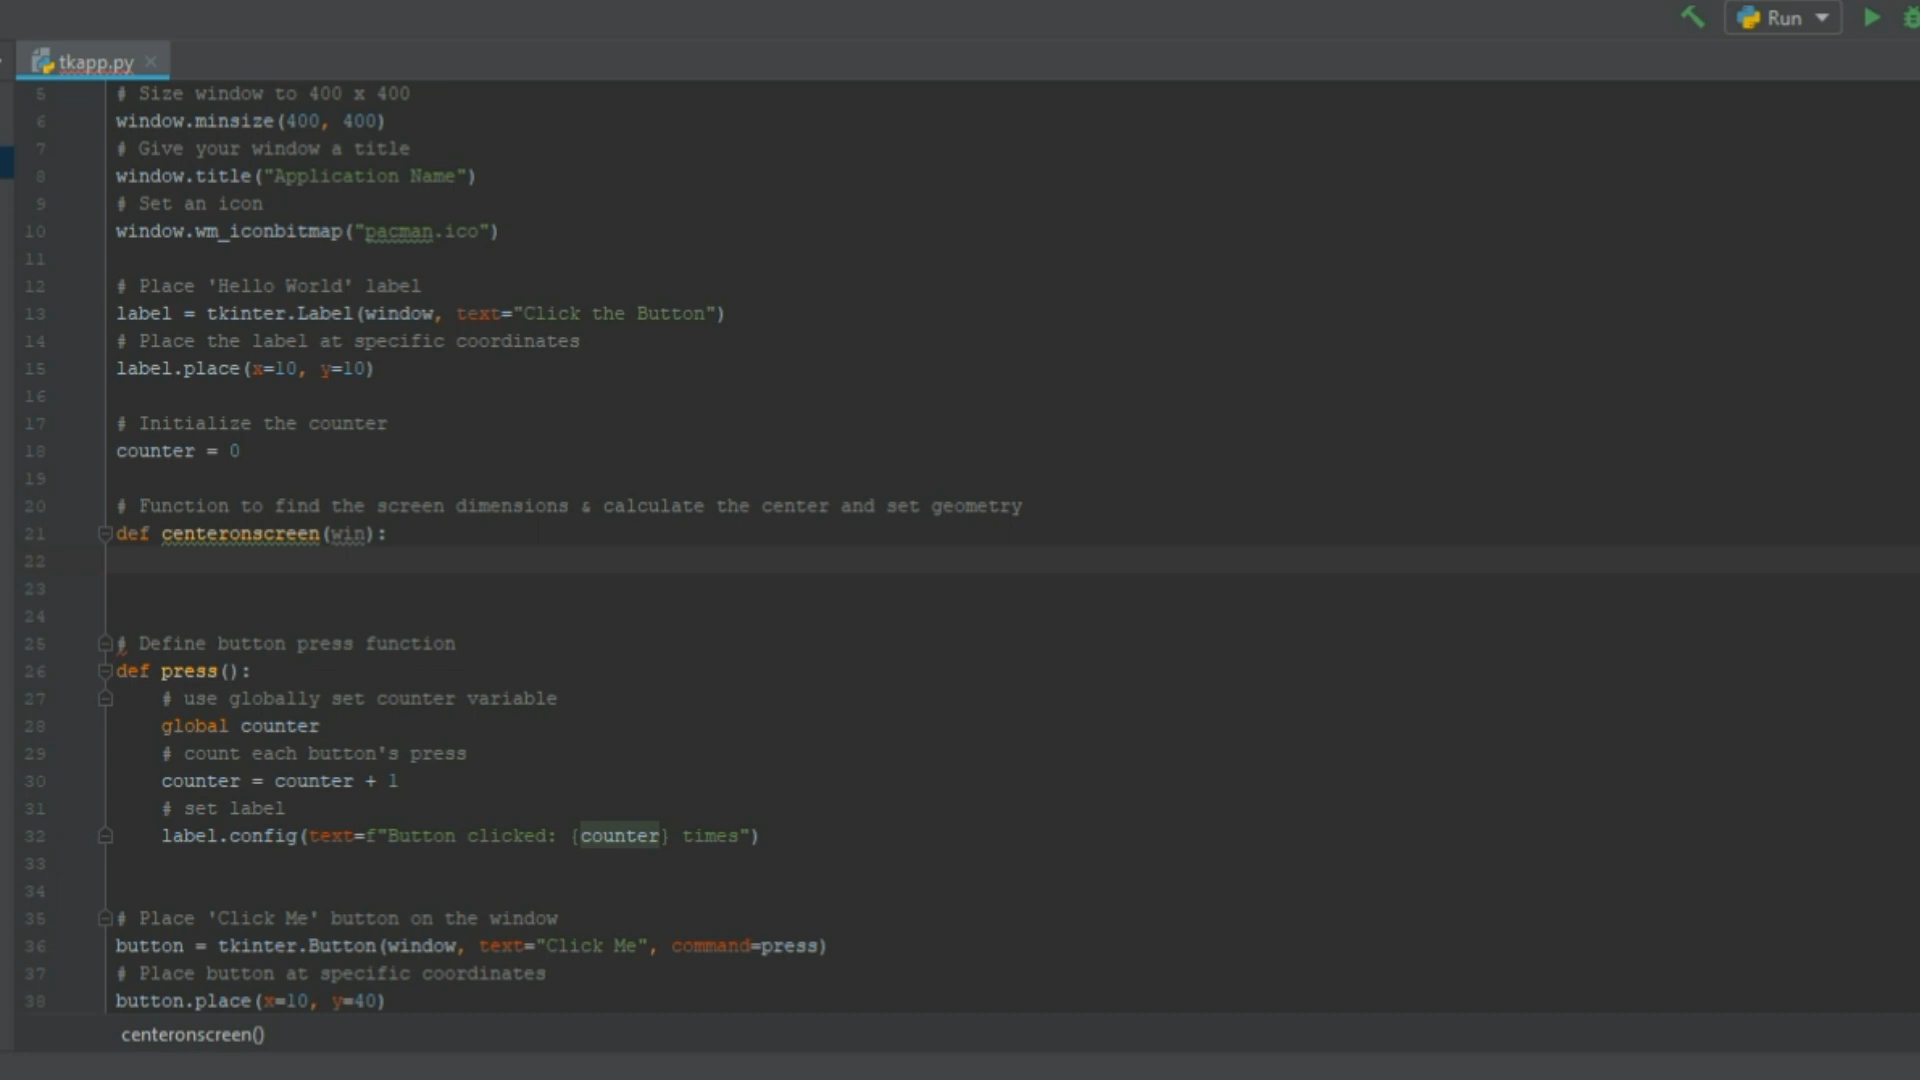 Run
tkapp.py
5 # Size window to 400 x 400
6 window.minsize(400, 400)
7 # Give your window a title
8 window.title("Application Name")
9 # Set an icon
10 window.wm_iconbitmap("pacman.ico")
11
12 # Place 'Hello World' label
13 label = tkinter.Label(window, text="Click the Button")
14 # Place the label at specific coordinates
15 label.place(x=10, y=10)
16
17 # Initialize the counter
18 counter = 0
19
20 # Function to find the screen dimensions & calculate the center and set geometry
21 def centeronscreen(win):
22
23
24
25 # Define button press function
26 def press():
27 # use globally set counter variable
28 global counter
29 # count each button's press
30 counter = counter + 1
31 # set label
32 label.config(text=f"Button clicked: {counter} times")
33
34
35 # Place 'Click Me' button on the window
36 button = tkinter.Button(window, text="Click Me", command=press)
37 # Place button at specific coordinates
38 button.place(x=10, y=40)
centeronscreen()